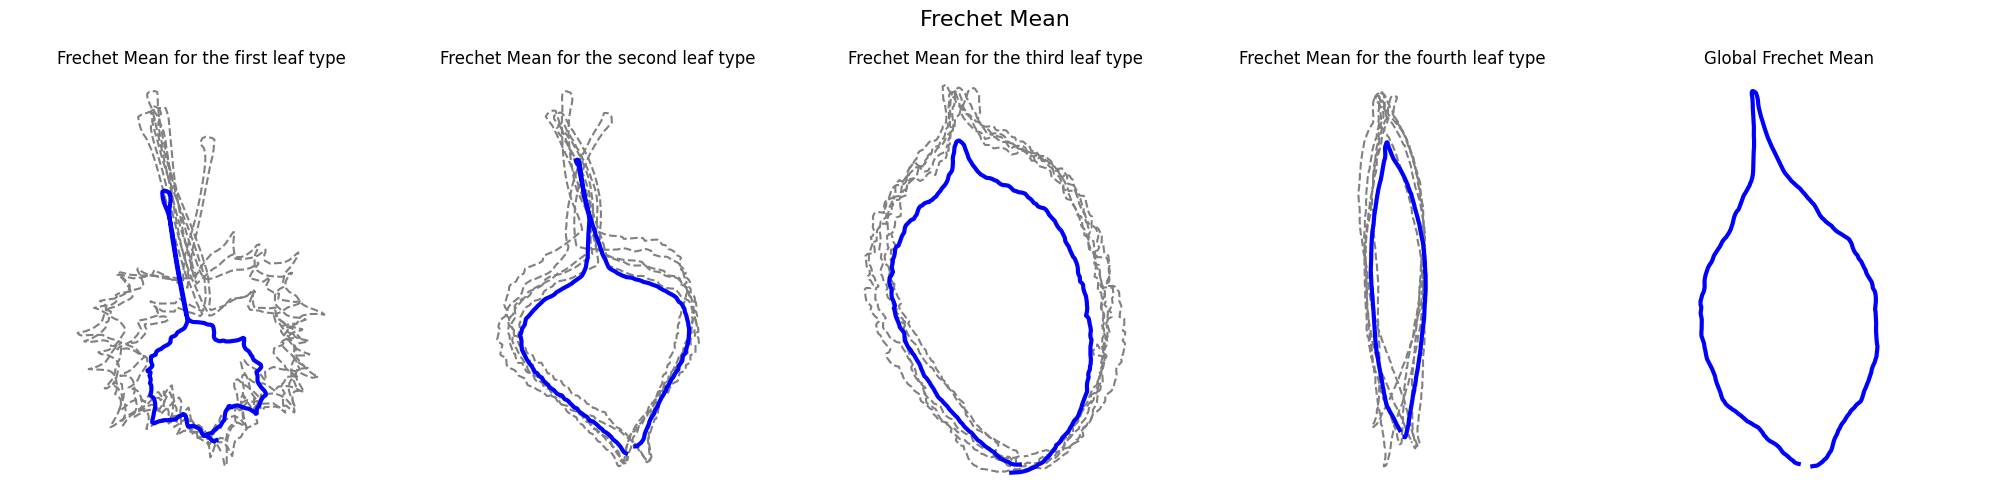 Frechet Mean
Frechet Mean for the first leaf type
Frechet Mean for the second leaf type
Frechet Mean for the third leaf type
Frechet Mean for the fourth leaf type
Global Frechet Mean